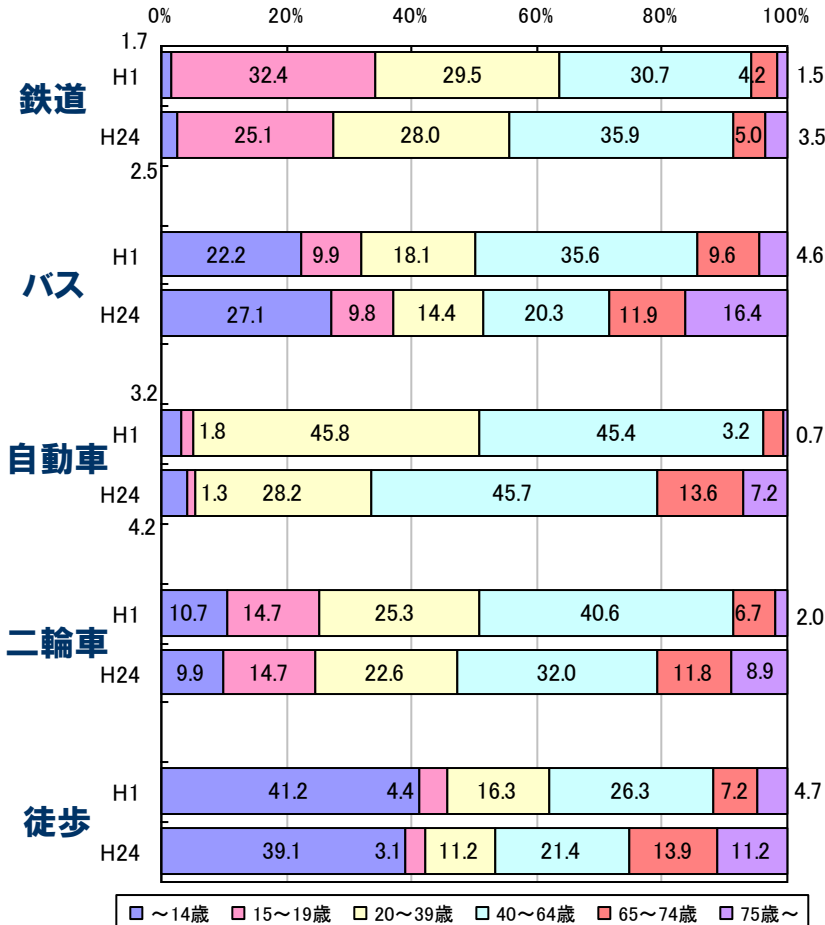 0% 20% 40% 60% 80% 100%
1.7
鉄道
H1 32.4 29.5 30.7 4.2 1.5
H24 25.1 28.0 35.9 5.0 3.5
2.5
バス
H1 22.2 9.9 18.1 35.6 9.6 4.6
H24 27.1 9.8 14.4 20.3 11.9 16.4
3.2
自動車
H1 1.8 45.8 45.4 3.2 0.7
H24 1.3 28.2 45.7 13.6 7.2
4.2
二輪車
H1 10.7 14.7 25.3 40.6 6.7 2.0
H24 9.9 14.7 22.6 32.0 11.8 8.9
徒歩
H1 41.2 4.4 16.3 26.3 7.2 4.7
H24 39.1 3.1 11.2 21.4 13.9 11.2
～14歳 15～19歳 20～39歳 40～64歳 65～74歳 75歳～